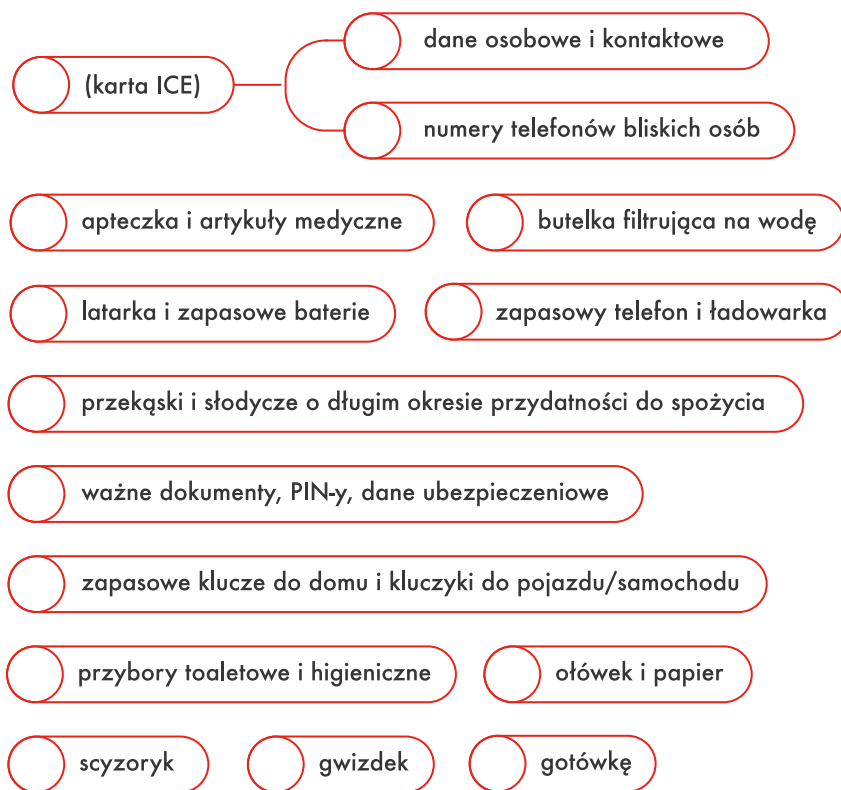 dane osobowe i kontaktowe
(karta ICE)
numery telefonów bliskich osób
apteczka i artykuły medyczne
butelka filtrująca na wodę
latarka i zapasowe baterie
zapasowy telefon i ładowarka
przekąski i słodycze o długim okresie przydatności do spożycia
ważne dokumenty, PIN-y, dane ubezpieczeniowe
zapasowe klucze do domu i kluczyki do pojazdu/samochodu
przybory toaletowe i higieniczne
ołówek i papier
scyzoryk
gwizdek
gotówkę